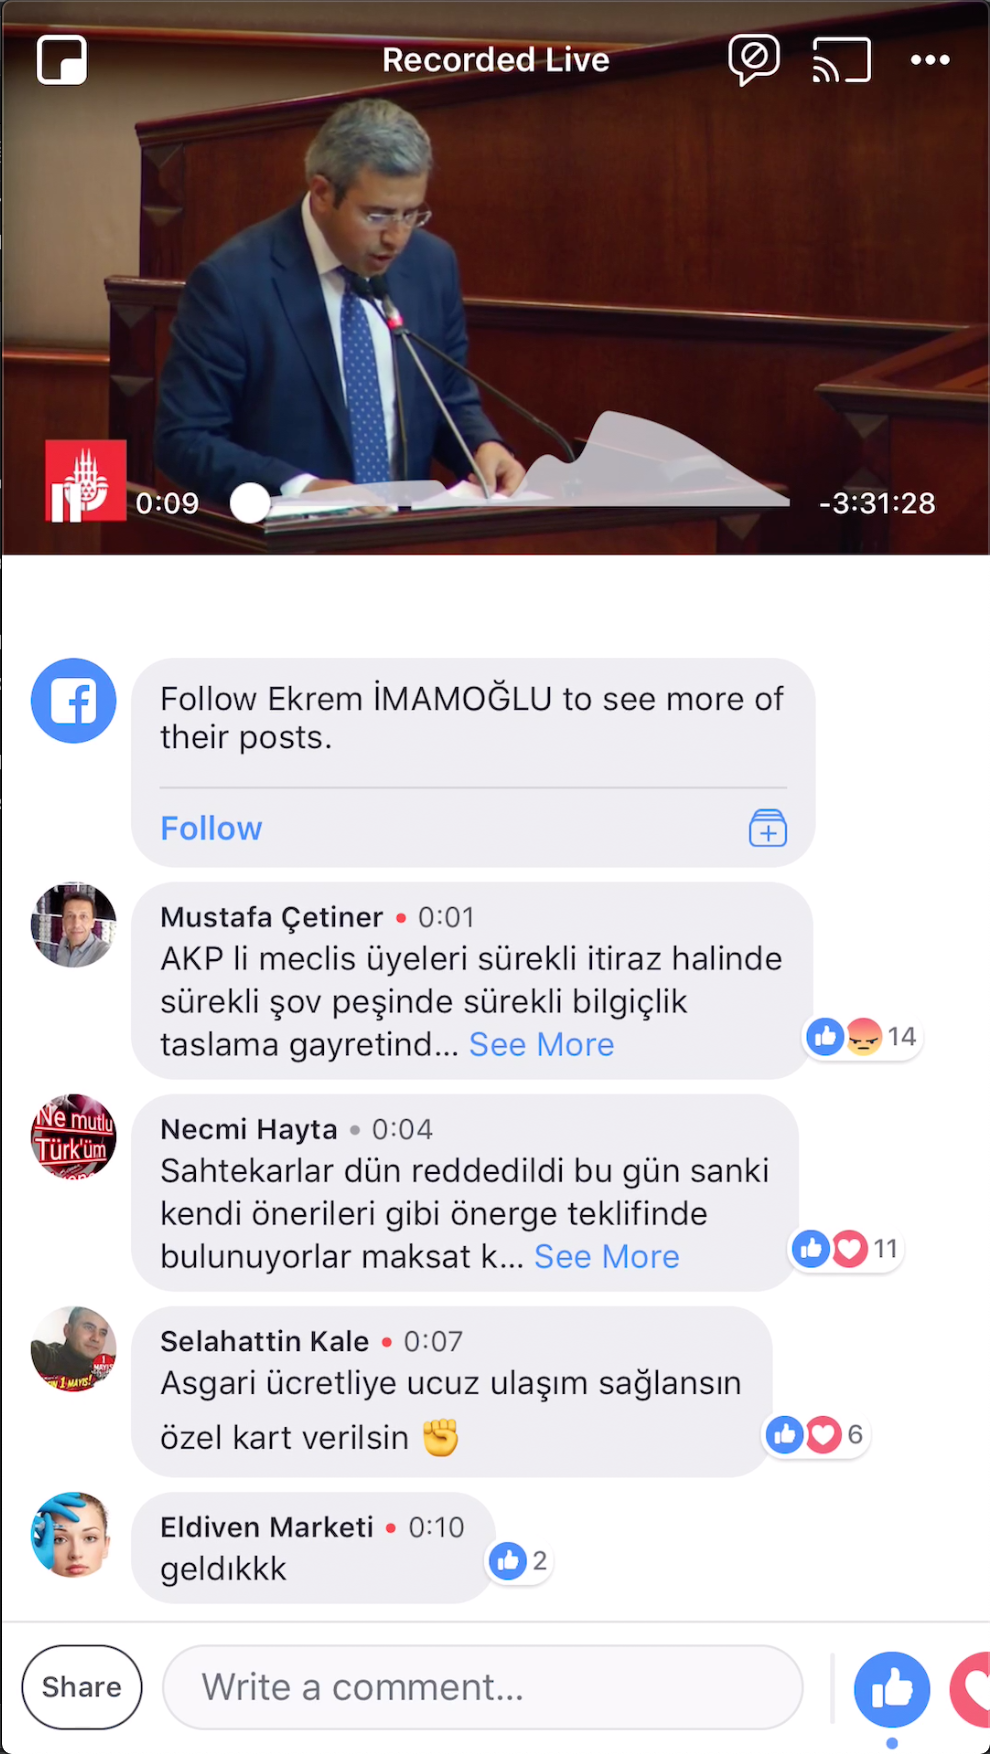 Recorded Live
0:09
-3:31:28
Follow Ekrem İMAMOĞLU to see more of
their posts.
Follow
Mustafa Çetiner • 0:01
AKP li meclis üyeleri sürekli itiraz halinde
sürekli şov peşinde sürekli bilgiçlik
taslama gayretind... See More
14
Ne mutlu
Türk'üm
Necmi Hayta • 0:04
Sahtekarlar dün reddedildi bu gün sanki
kendi önerileri gibi önerge teklifinde
bulunuyorlar maksat k... See More
11
Selahattin Kale • 0:07
Asgari ücretliye ucuz ulaşım sağlansın
özel kart verilsin ✊
6
1 MAYIS!
Eldiven Marketi • 0:10
geldıkkk
2
Share
Write a comment...